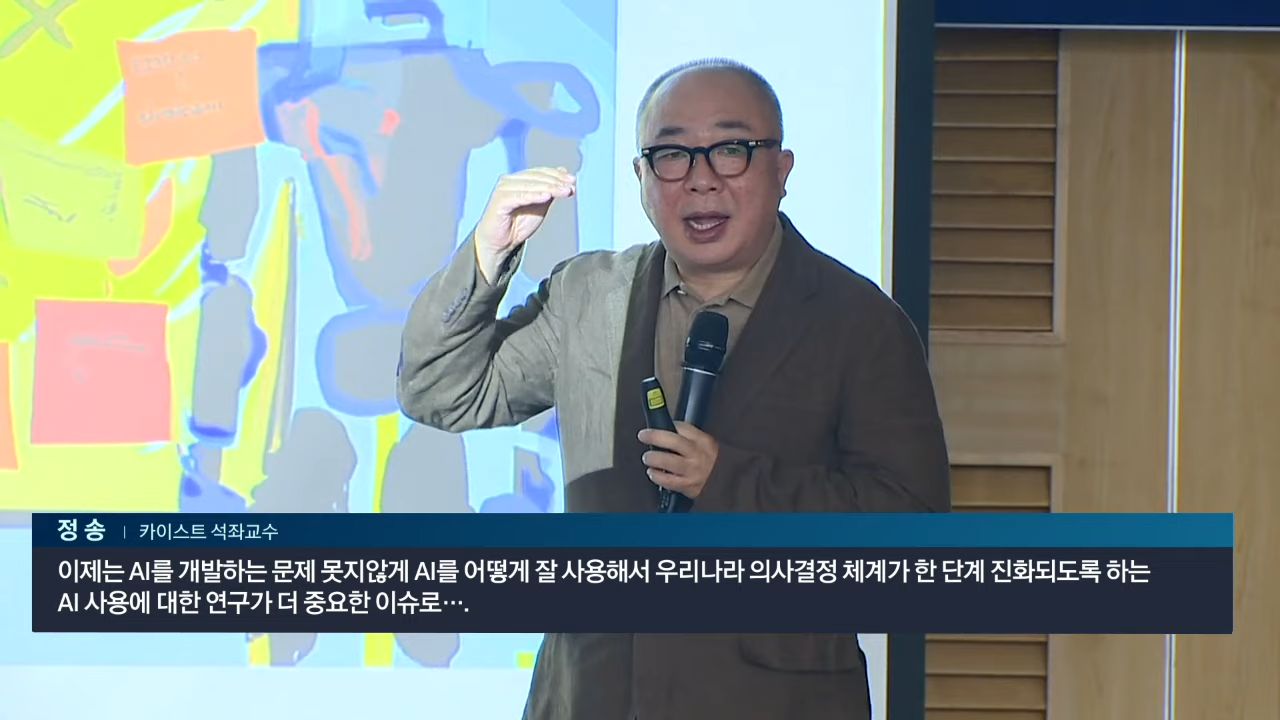 정 송 | 카이스트 석좌교수
이제는 AI를 개발하는 문제 못지않게 AI를 어떻게 잘 사용해서 우리나라 의사결정 체계가 한 단계 진화되도록 하는
AI 사용에 대한 연구가 더 중요한 이슈로….